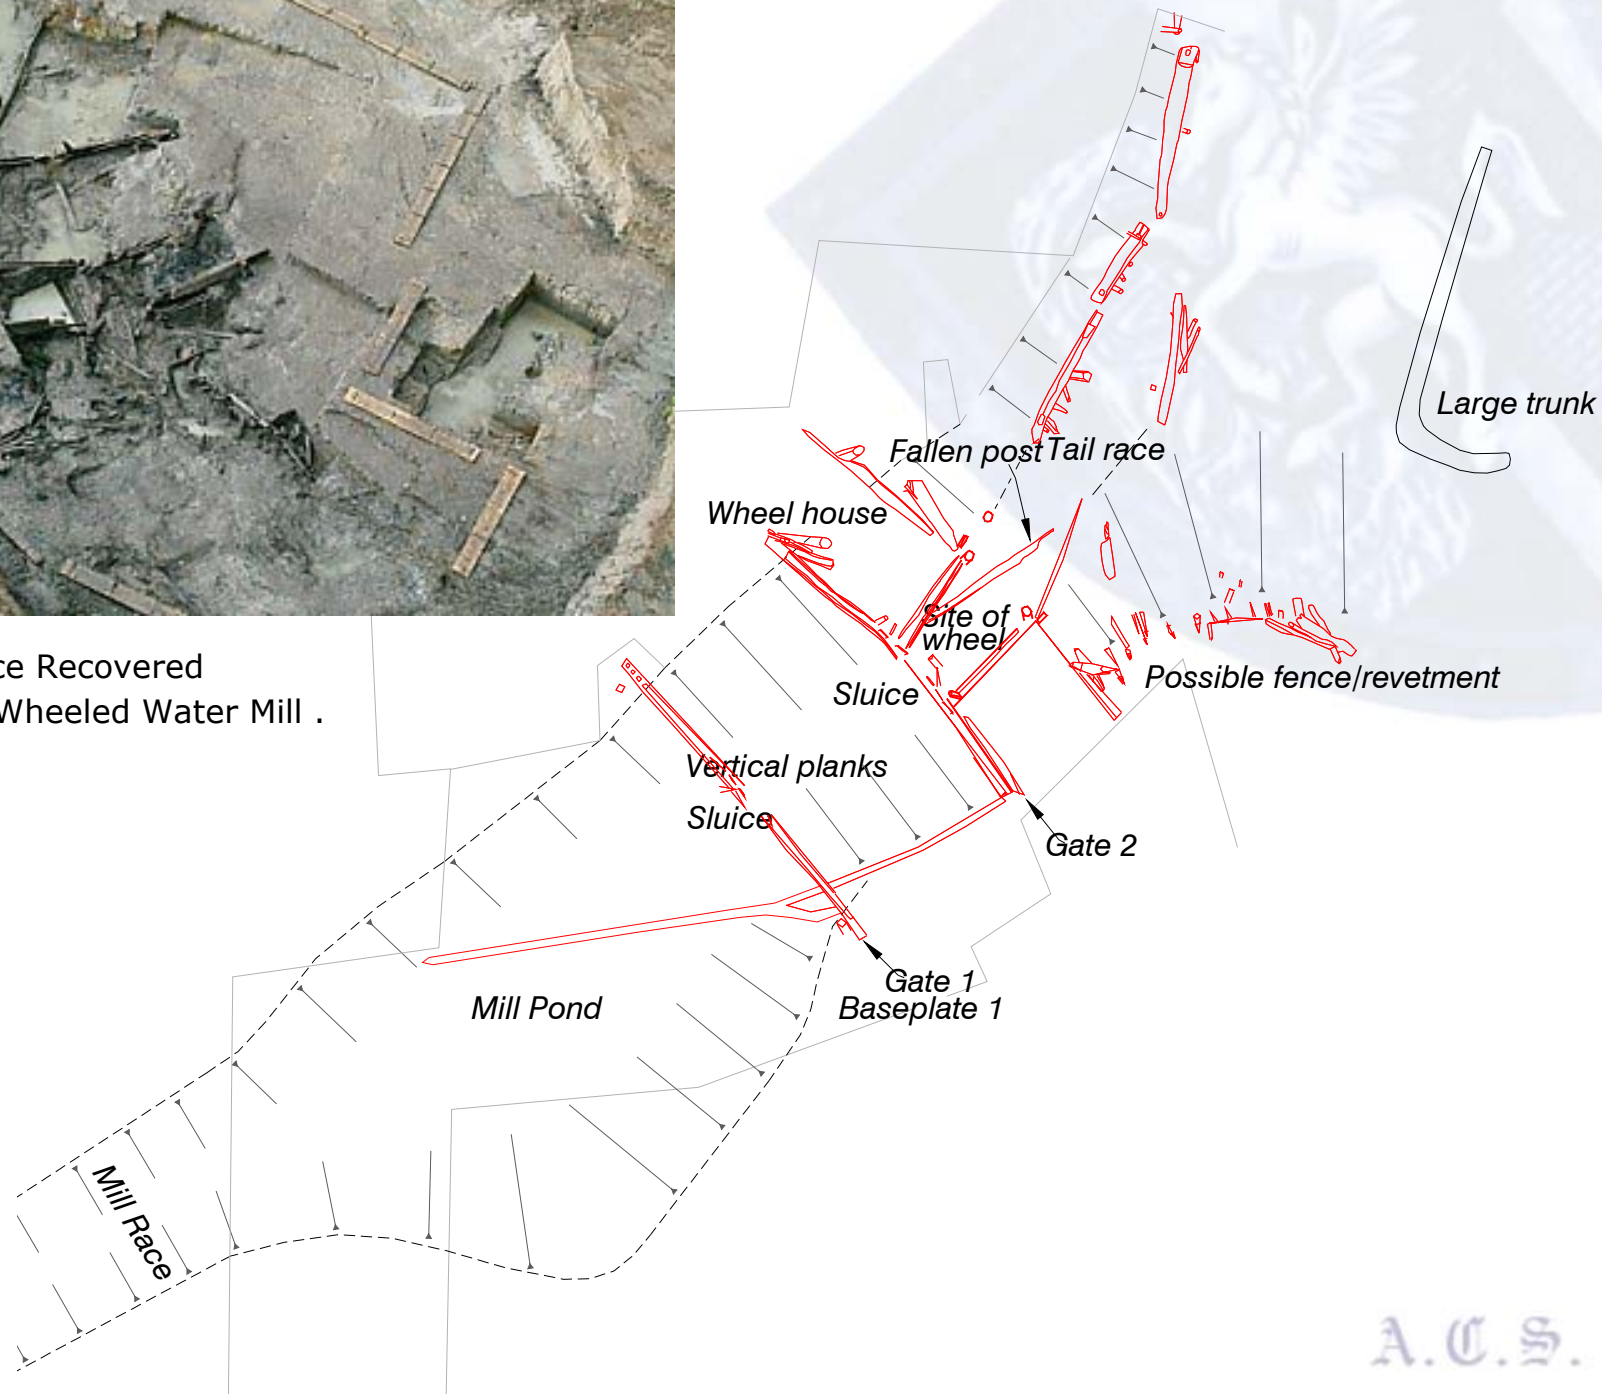 ce Recovered
Wheeled Water Mill .
Large trunk
Fallen post
Tail race
Wheel house
Site of
wheel
Possible fence/revetment
Sluice
Vertical planks
Sluice
Gate 2
Gate 1
Mill Pond
Baseplate 1
Mill Race
A.C.S.